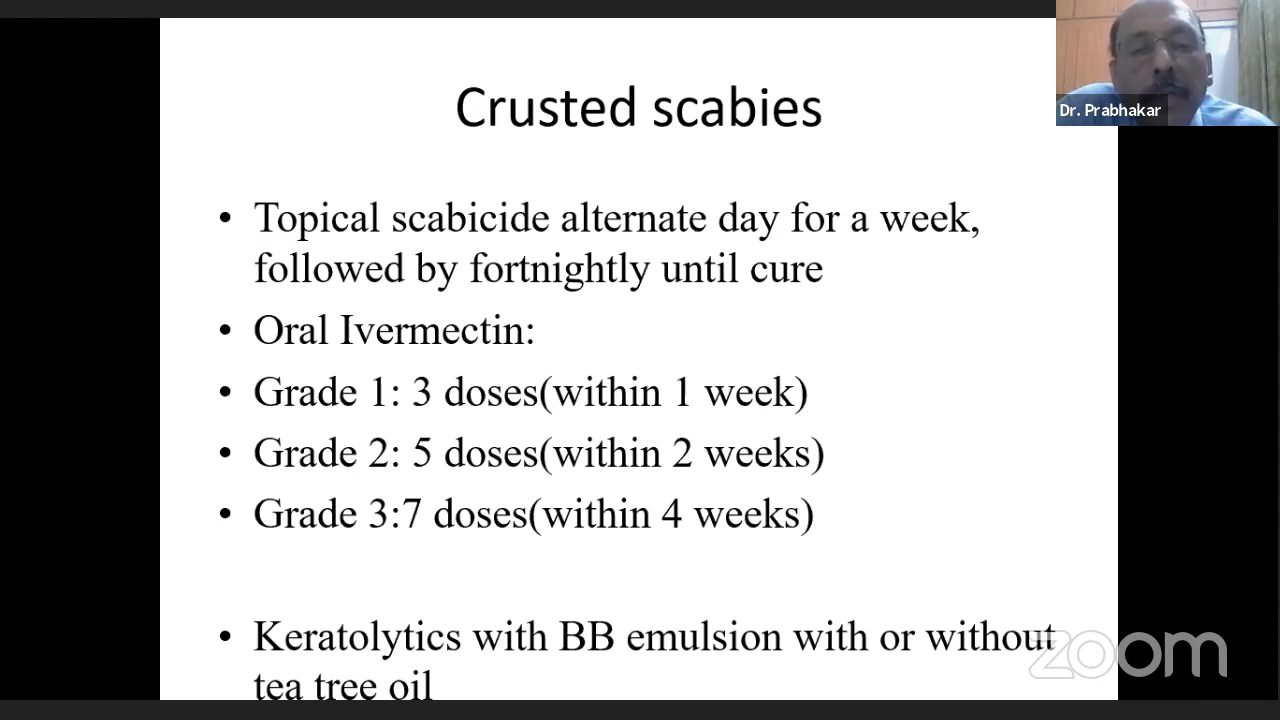 Crusted scabies
Dr. Prabhakar
• Topical scabicide alternate day for a week,
followed by fortnightly until cure
• Oral Ivermectin:
• Grade 1: 3 doses(within 1 week)
• Grade 2: 5 doses(within 2 weeks)
• Grade 3:7 doses(within 4 weeks)
• Keratolytics with BB emulsion with or without
tea tree oil
zoom